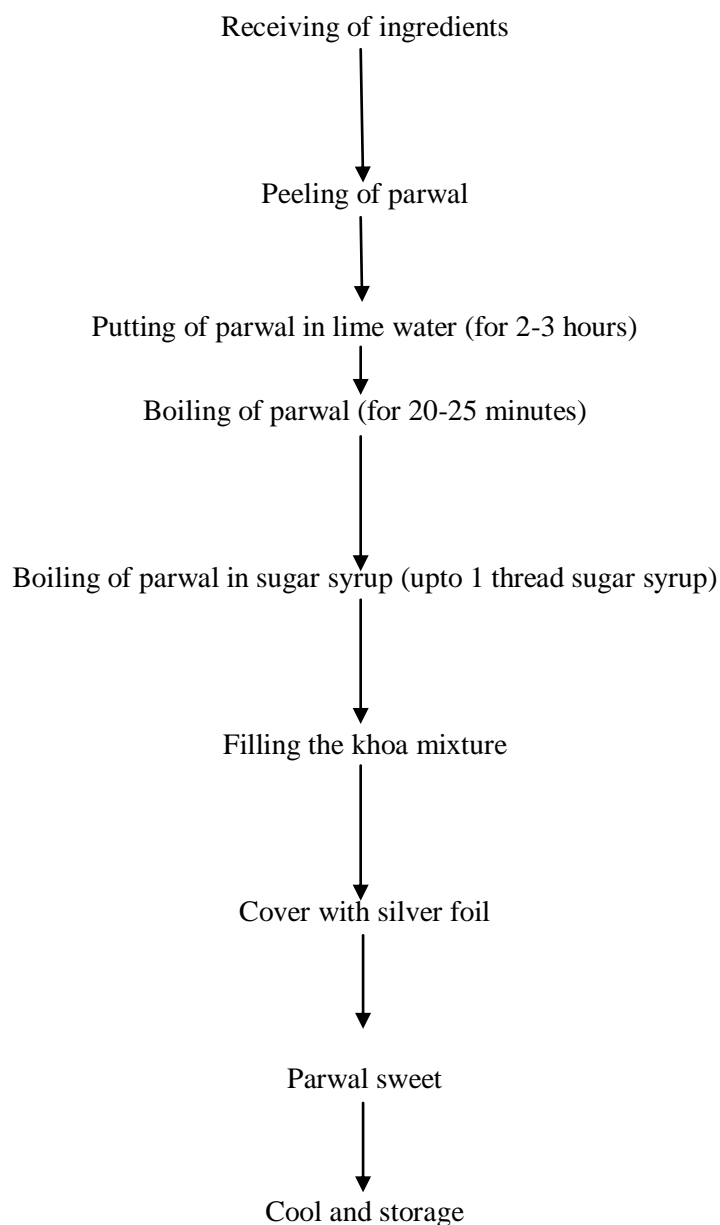 Receiving of ingredients
Peeling of parwal
Putting of parwal in lime water (for 2-3 hours)
Boiling of parwal (for 20-25 minutes)
Boiling of parwal in sugar syrup (upto 1 thread sugar syrup)
Filling the khoa mixture
Cover with silver foil
Parwal sweet
Cool and storage